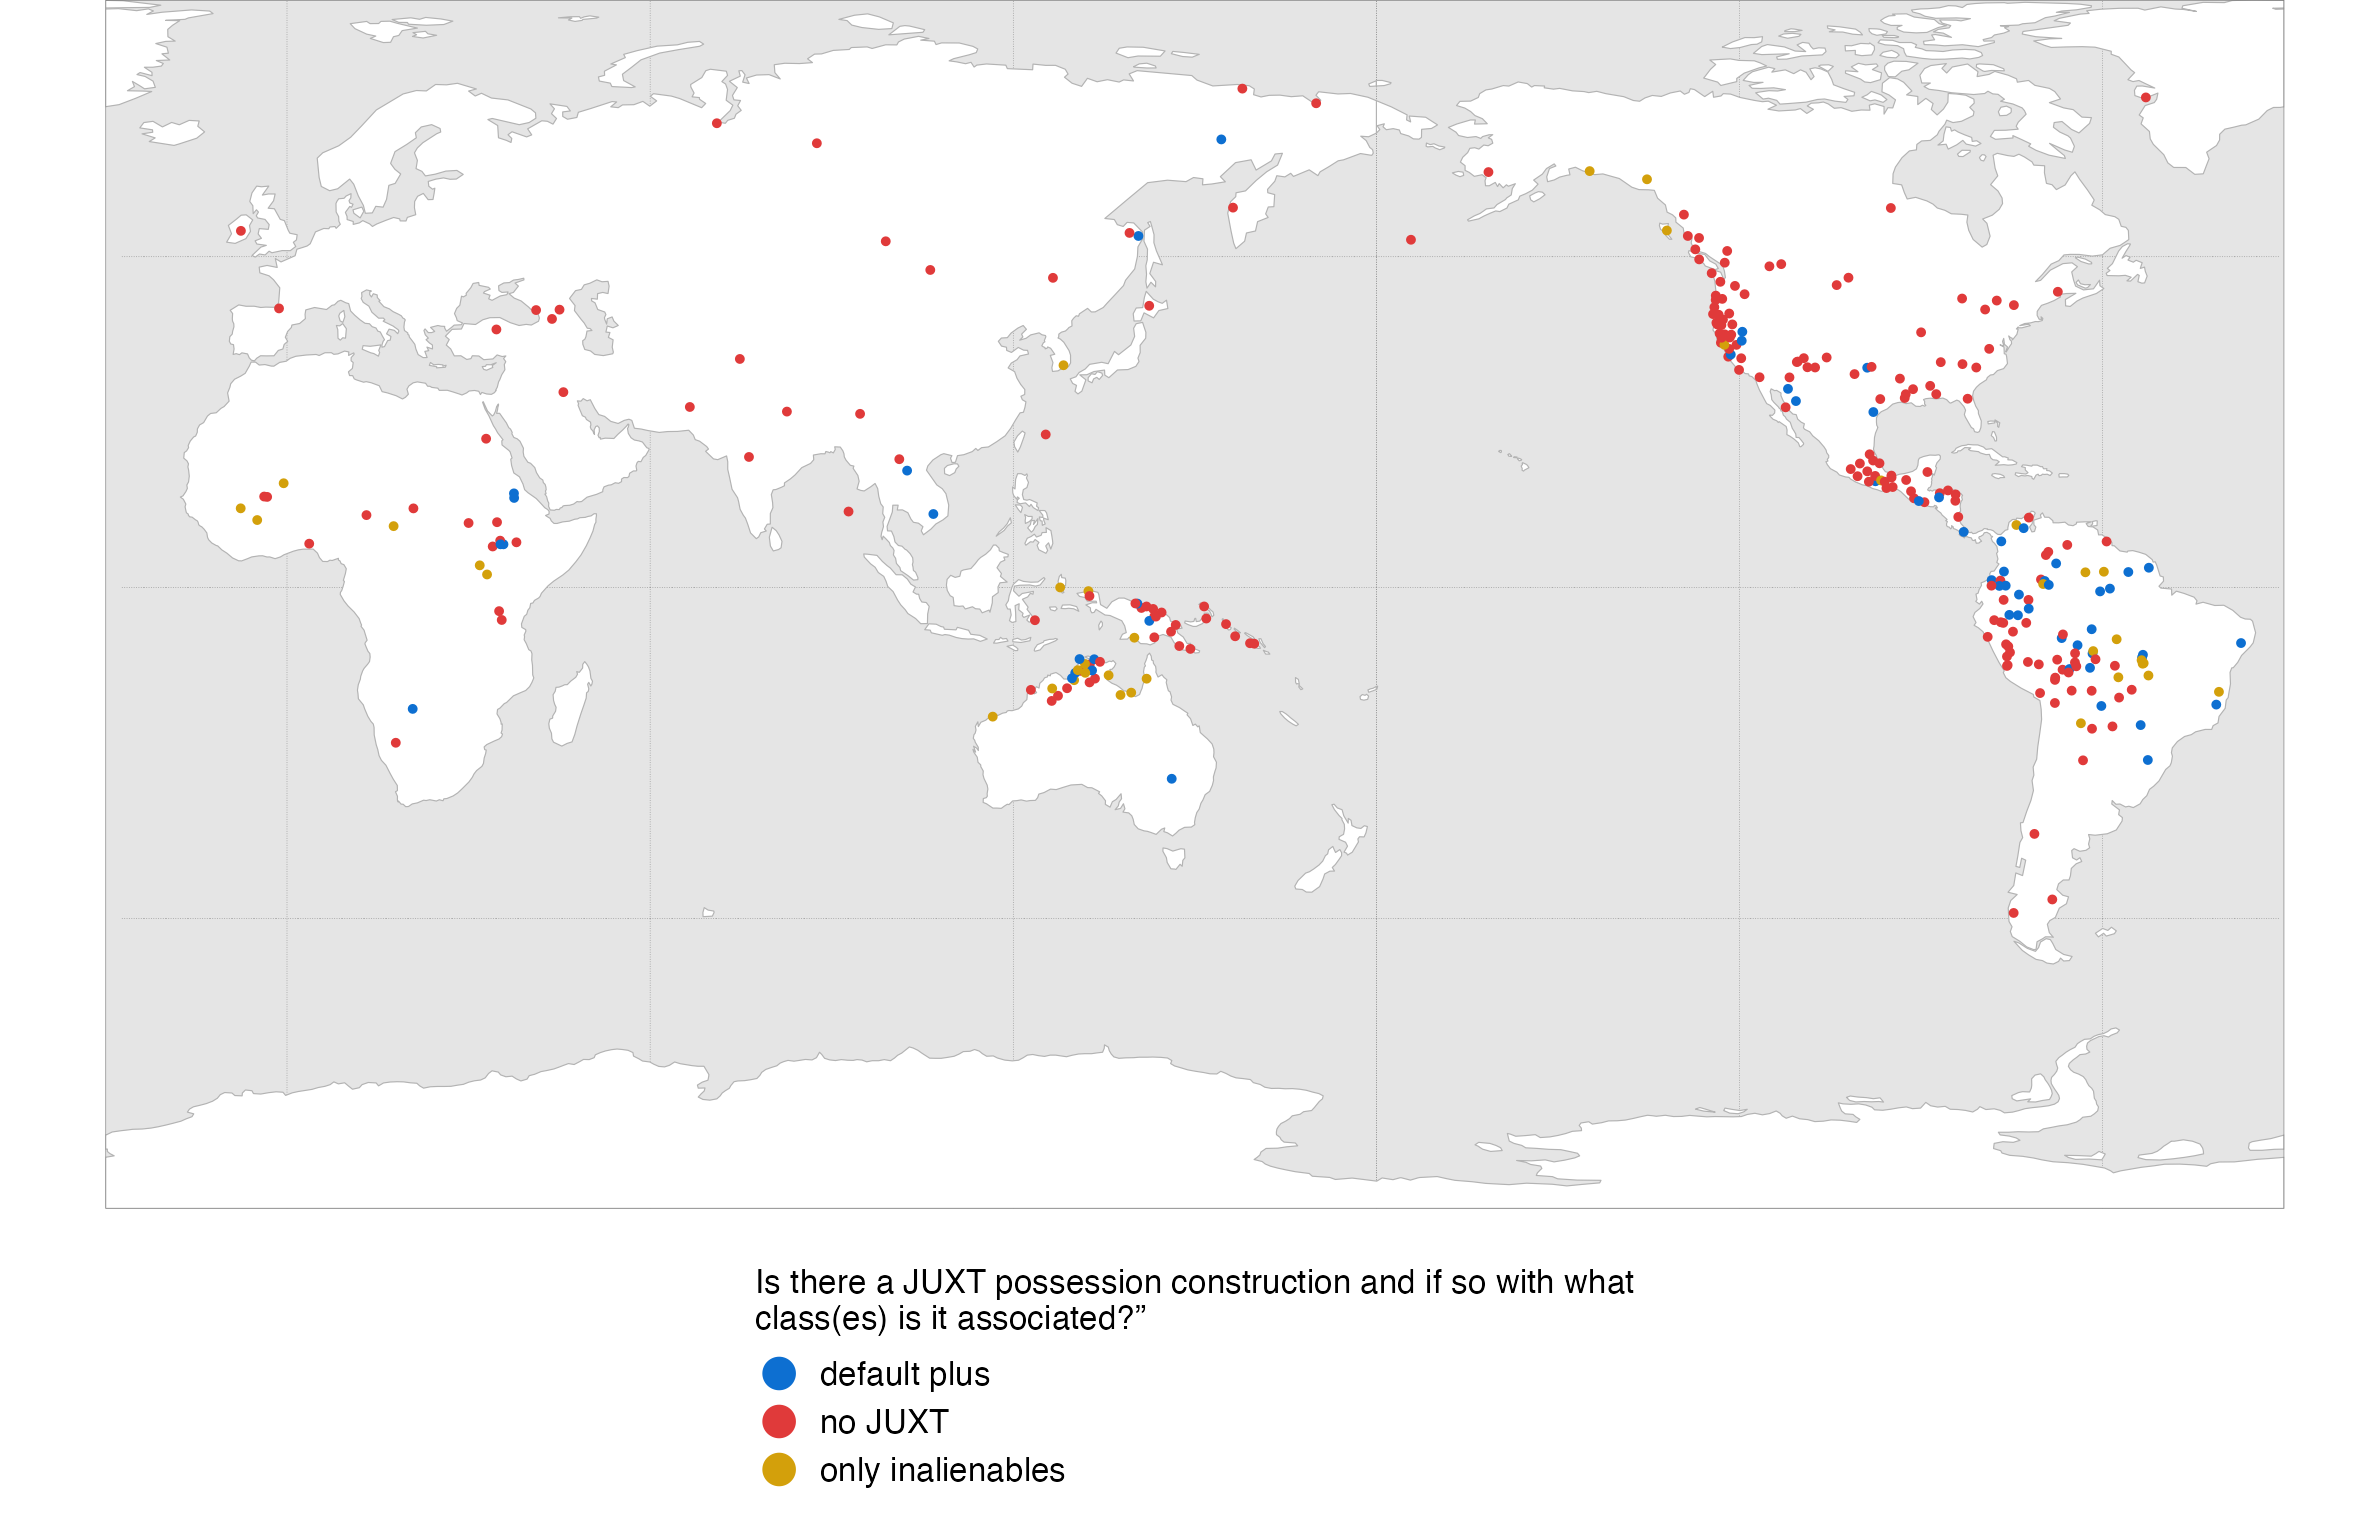 Is there a JUXT possession construction and if so with what
class(es) is it associated?”
default plus
no JUXT
only inalienables